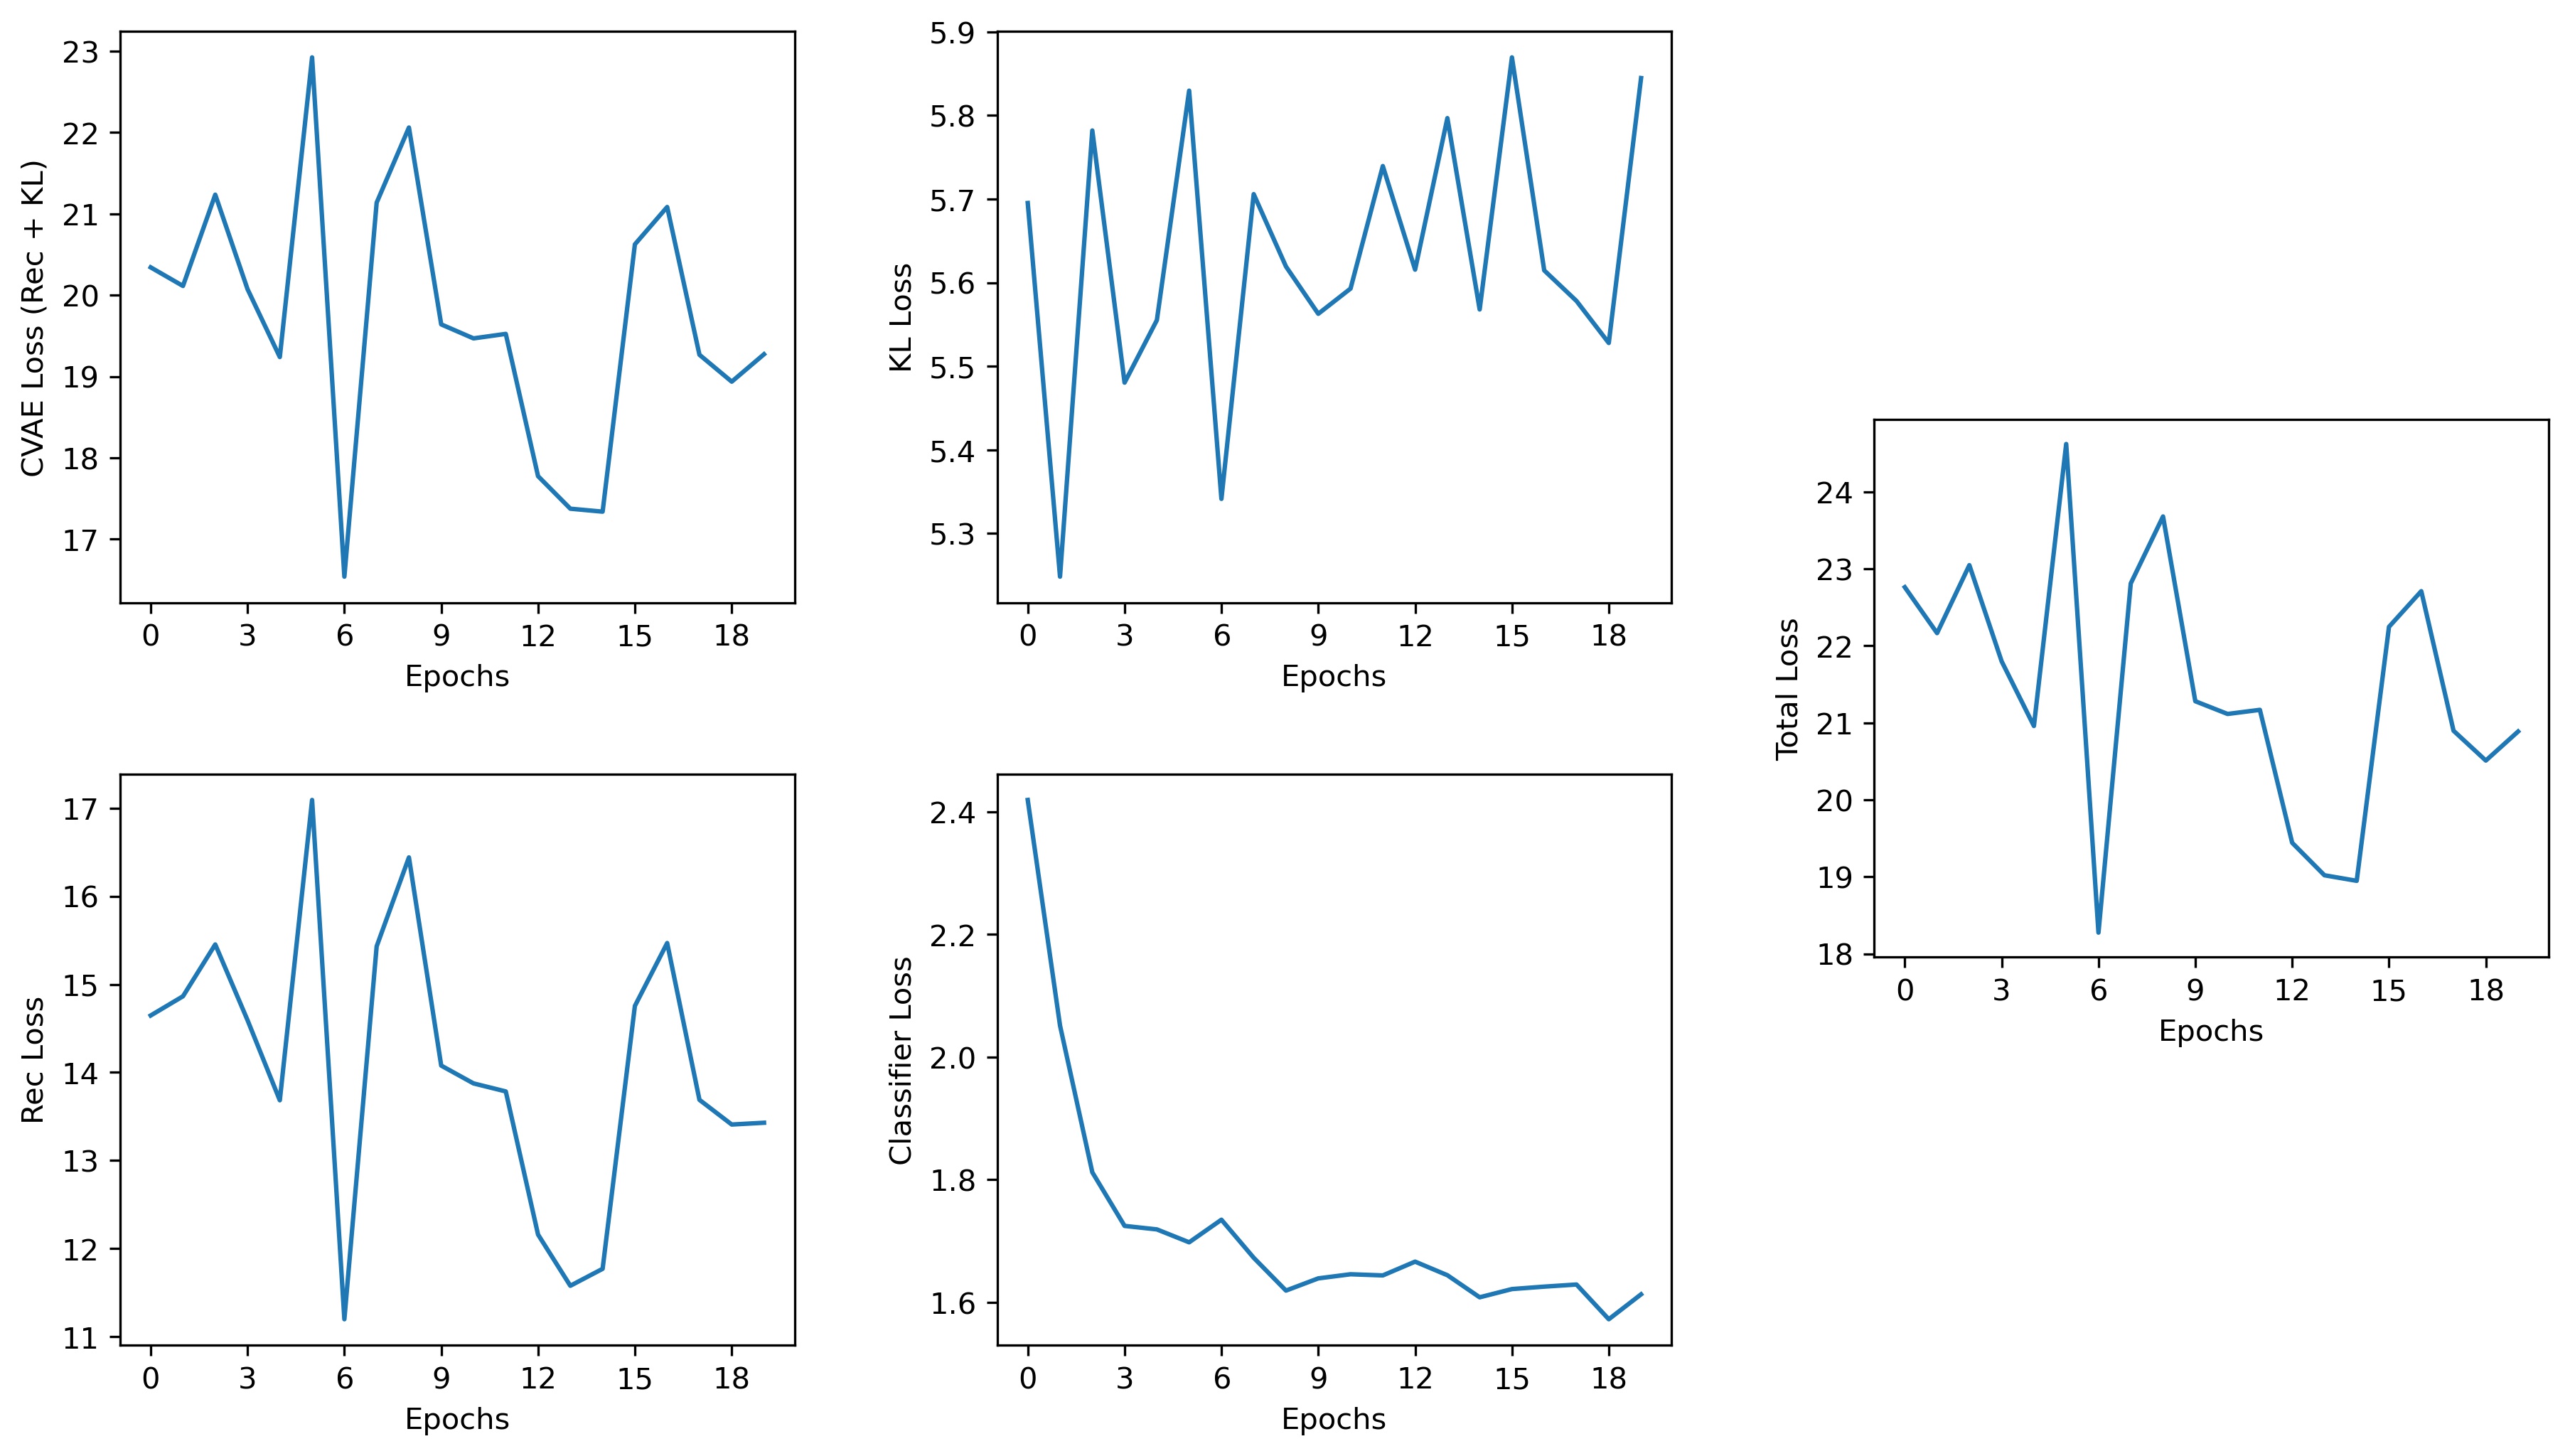 CVAE Loss (Rec + KL)
23
22
21
20
19
18
17
0 3 6 9 12 15 18
Epochs
KL Loss
5.9
5.8
5.7
5.6
5.5
5.4
5.3
0 3 6 9 12 15 18
Epochs
Rec Loss
17
16
15
14
13
12
11
0 3 6 9 12 15 18
Epochs
Classifier Loss
2.4
2.2
2.0
1.8
1.6
0 3 6 9 12 15 18
Epochs
Total Loss
24
23
22
21
20
19
18
0 3 6 9 12 15 18
Epochs